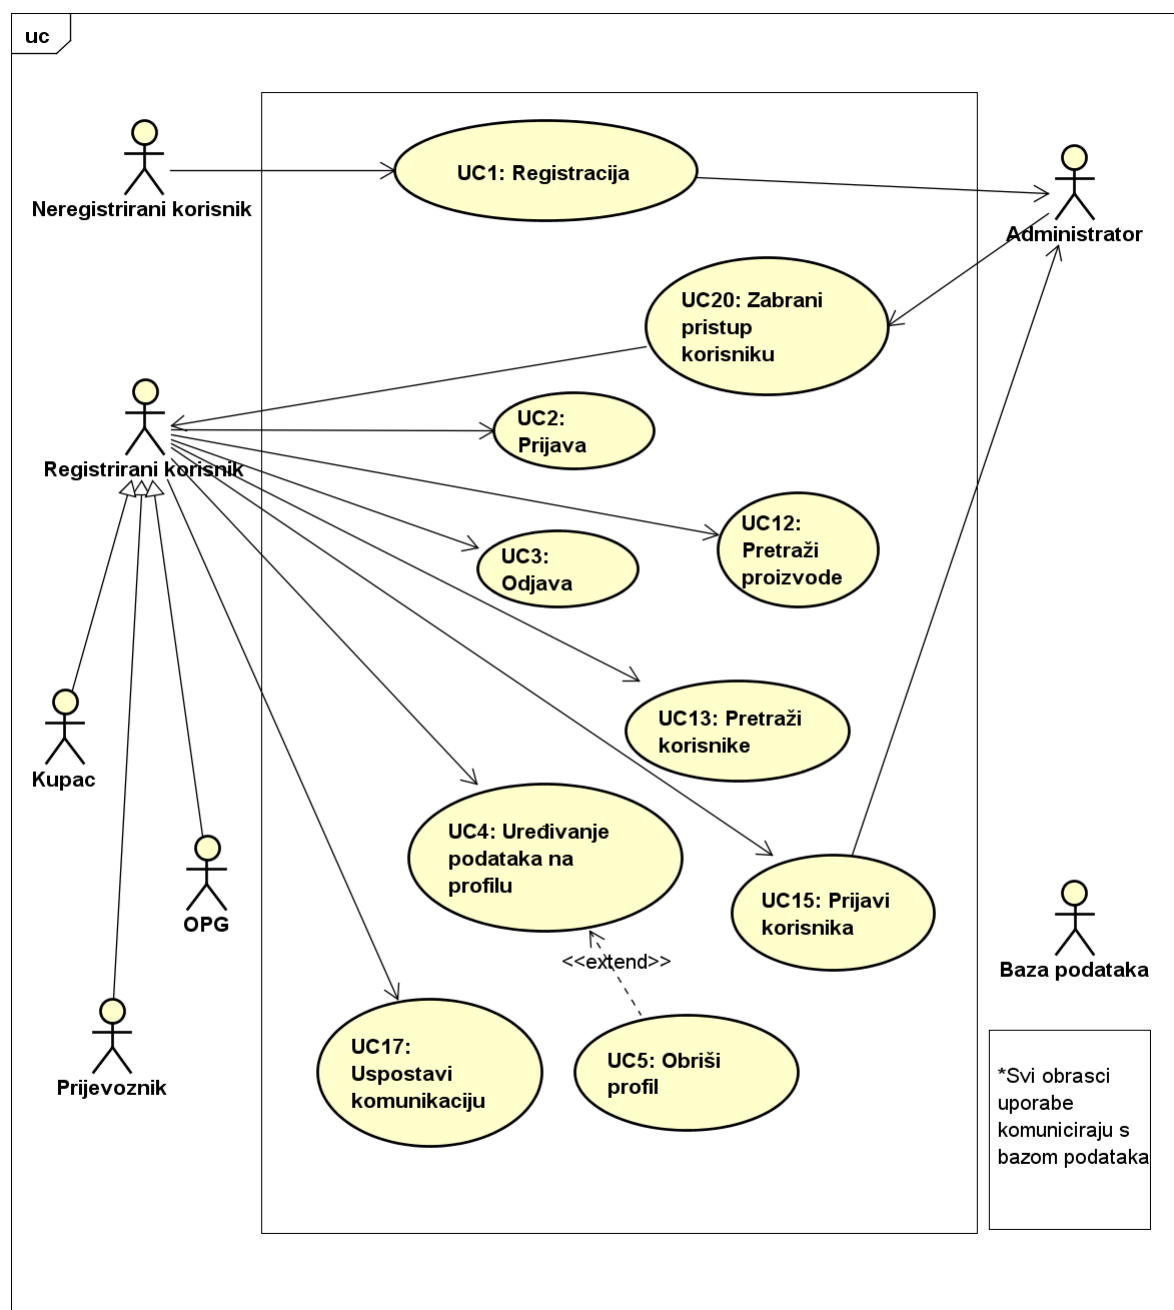 uc
UC1: Registracija
Neregistrirani korisnik
Administrator
UC20: Zabrani
pristup
korisniku
UC2:
Prijava
Registrirani korisnik
UC12:
Pretraži
proizvode
UC3:
Odjava
UC13: Pretraži
korisnike
Kupac
UC4: Uređivanje
podataka na
profilu
UC15: Prijavi
korisnika
OPG
<<extend>>
Baza podataka
UC17:
Uspostavi
komunikaciju
UC5: Obriši
profil
Prijevoznik
*Svi obrasci
uporabe
komuniciraju s
bazom podataka